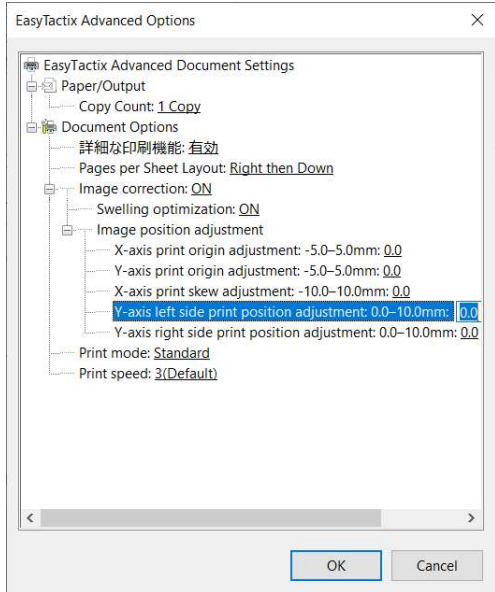 EasyTactix Advanced Options
EasyTactix Advanced Document Settings
Paper/Output
Copy Count: 1 Copy
Document Options
詳細な印刷機能: 有効
Pages per Sheet Layout: Right then Down
Image correction: ON
Swelling optimization: ON
Image position adjustment
X-axis print origin adjustment: -5.0–5.0mm: 0.0
Y-axis print origin adjustment: -5.0–5.0mm: 0.0
X-axis print skew adjustment: -10.0–10.0mm: 0.0
Y-axis left side print position adjustment: 0.0–10.0mm: 0.0
Y-axis right side print position adjustment: 0.0–10.0mm: 0.0
Print mode: Standard
Print speed: 3(Default)
OK Cancel